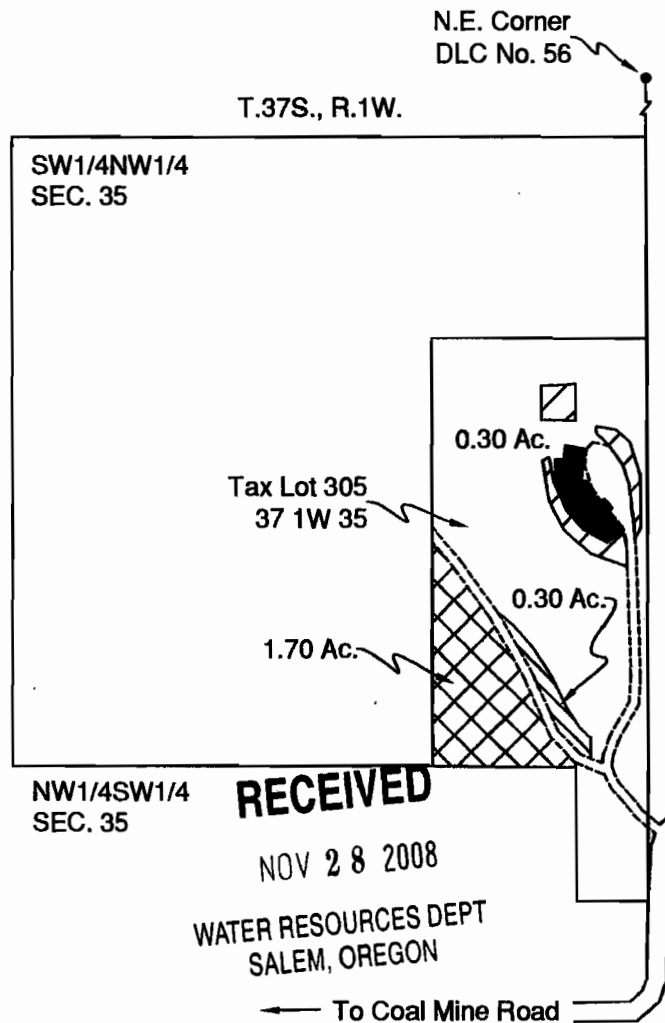 N.E. Corner
DLC No. 56
T.37S., R.1W.
SW1/4NW1/4
SEC. 35
0.30 Ac.
Tax Lot 305
37 1W 35
0.30 Ac.
1.70 Ac.
NW1/4SW1/4
SEC. 35
RECEIVED
NOV 28 2008
WATER RESOURCES DEPT
SALEM, OREGON
To Coal Mine Road